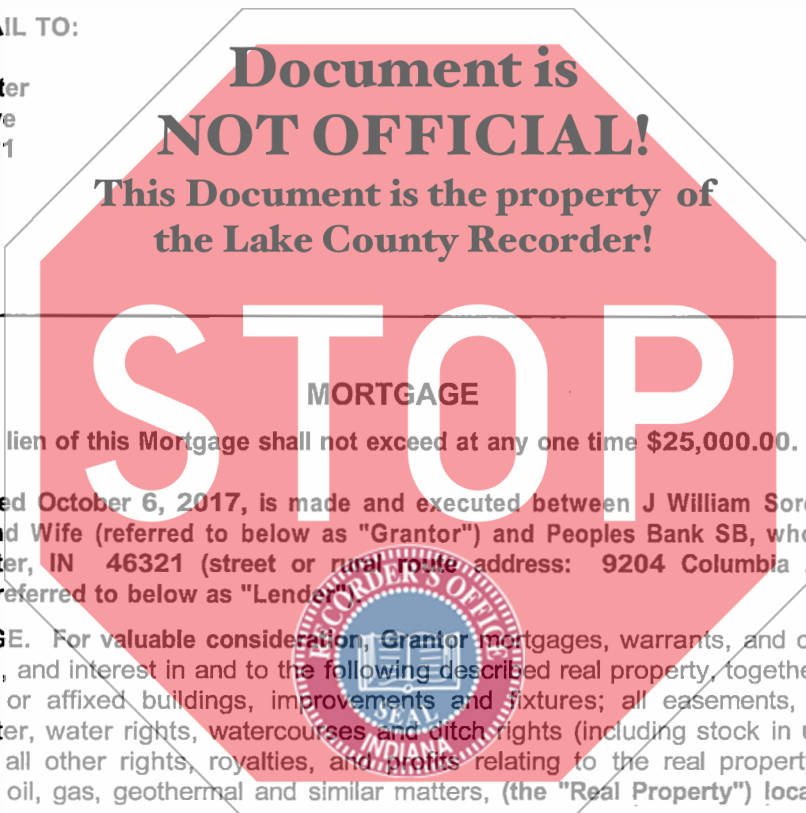 IL TO:
Document is
NOT OFFICIAL!
This Document is the property of
the Lake County Recorder!
STOP
MORTGAGE
lien of this Mortgage shall not exceed at any one time $25,000.00.
ed October 6, 2017, is made and executed between J William Sor
d Wife (referred to below as "Grantor") and Peoples Bank SB, who
ter, IN 46321 (street or rural route address: 9204 Columbia
referred to below as "Lender").
GE. For valuable consideration, Grantor mortgages, warrants, and c
, and interest in and to the following described real property, togethe
or affixed buildings, improvements and fixtures; all easements,
ter, water rights, watercourses and ditch rights (including stock in u
all other rights, royalties, and profits relating to the real propert
oil, gas, geothermal and similar matters, (the "Real Property") loca
RECORDER'S OFFICE
SEAL
INDIANA